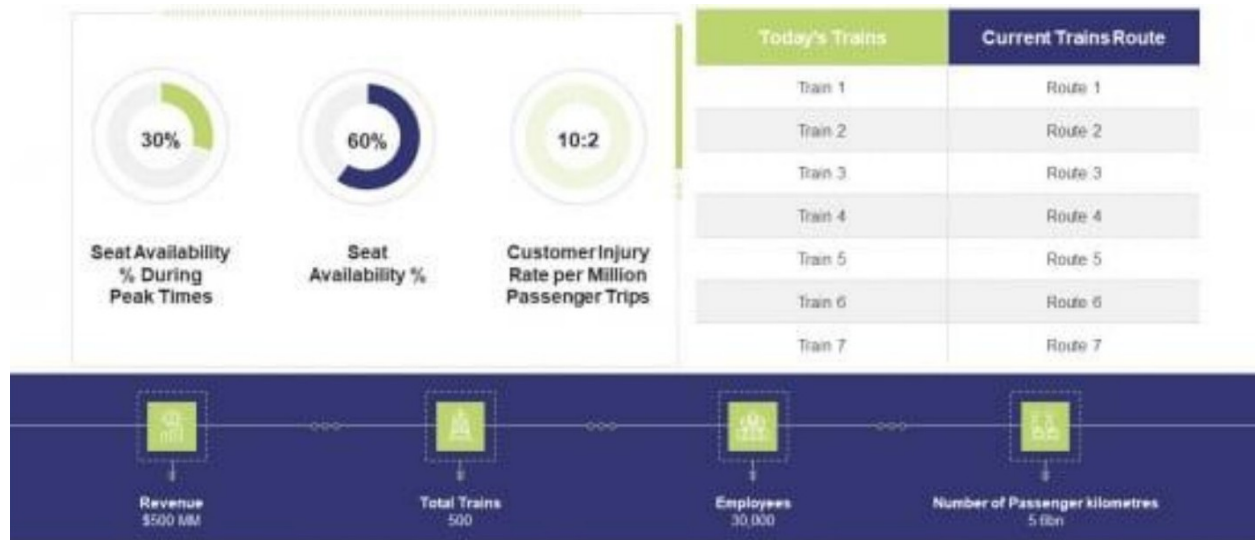 30%
60%
10:2
Seat Availability
% During
Peak Times
Seat
Availability %
Customer Injury
Rate per Million
Passenger Trips
Today's Trains Current Trains Route
Train 1 Route 1
Train 2 Route 2
Train 3 Route 3
Train 4 Route 4
Train 5 Route 5
Train 6 Route 6
Train 7 Route 7
Revenue
$500 MM
Total Trains
500
Employees
30,000
Number of Passenger kilometres